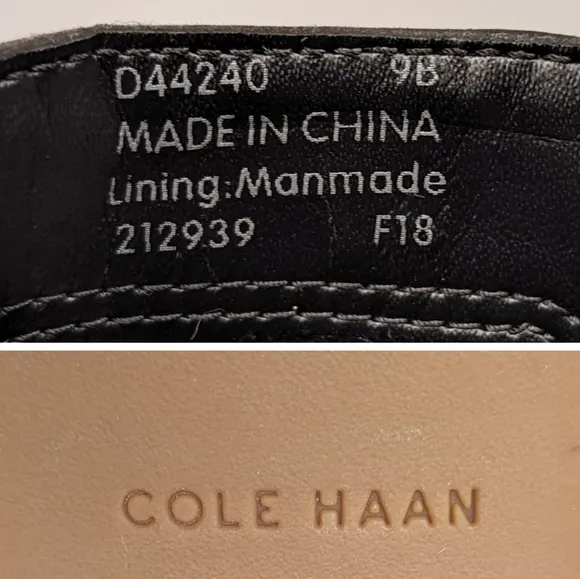 D44240 9B
MADE IN CHINA
Lining:Manmade
212939 F18
COLE HAAN